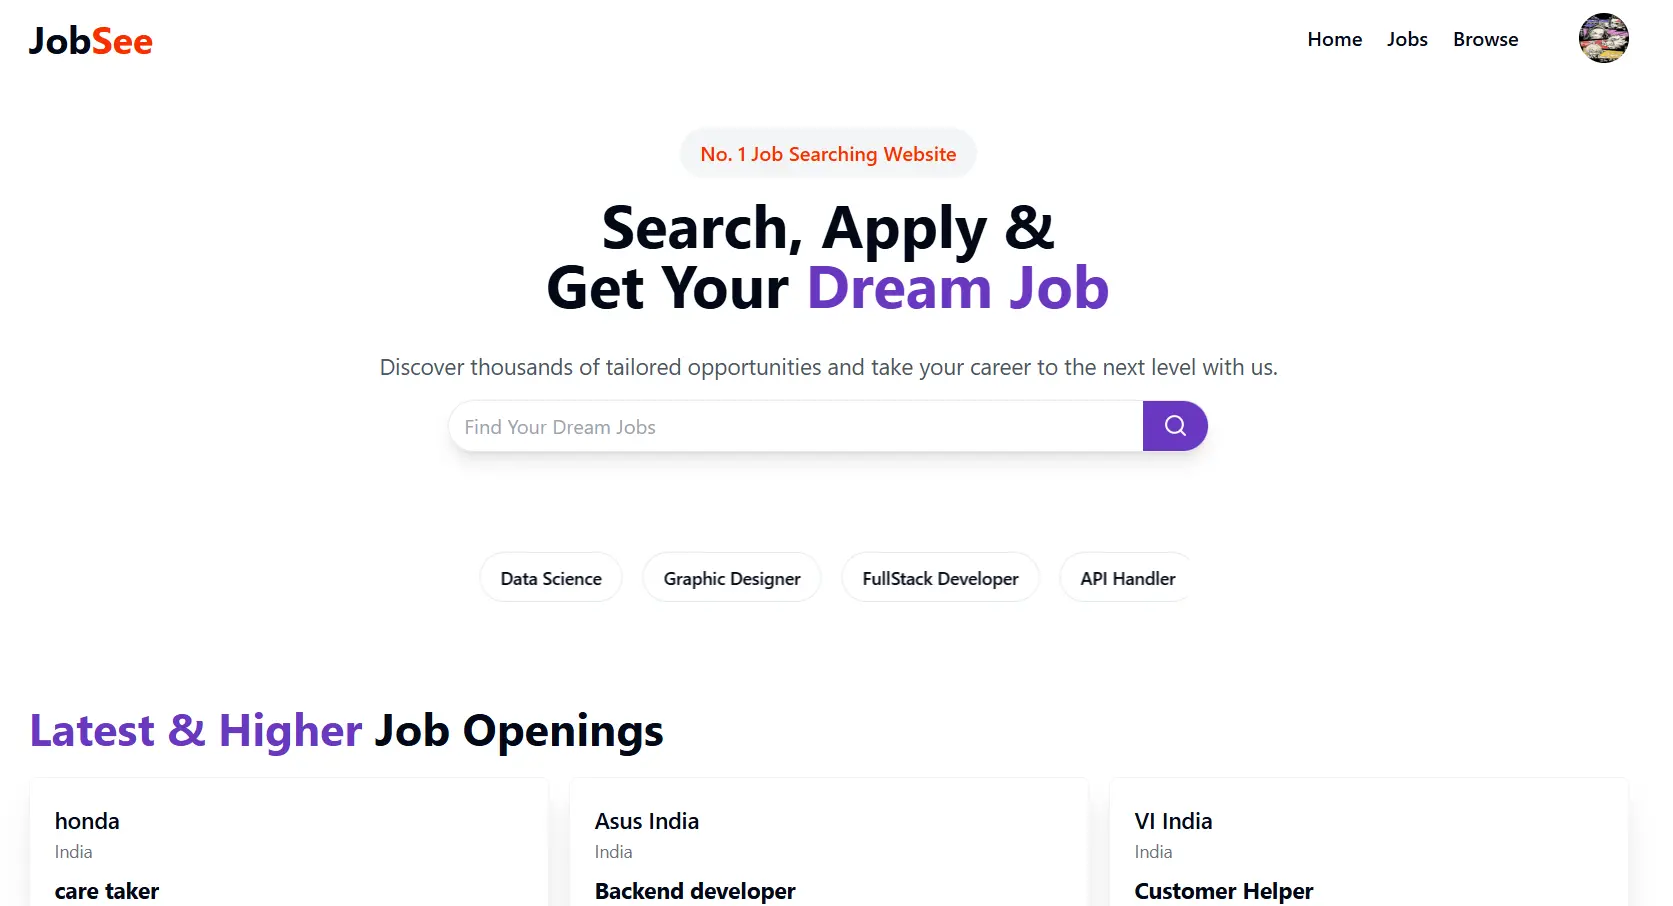 JobSee
Home Jobs Browse
No. 1 Job Searching Website
Search, Apply &
Get Your Dream Job
Discover thousands of tailored opportunities and take your career to the next level with us.
Find Your Dream Jobs
Data Science Graphic Designer FullStack Developer API Handler
Latest & Higher Job Openings
honda
India
care taker
Asus India
India
Backend developer
VI India
India
Customer Helper